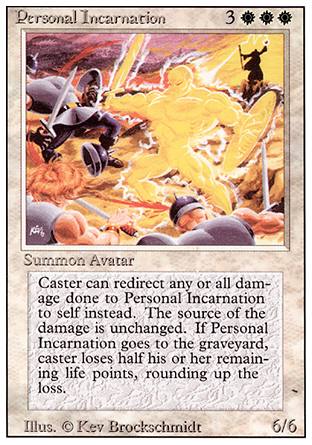 Personal Incarnation 3
Summon Avatar
Caster can redirect any or all dam-
age done to Personal Incarnation
to self instead. The source of the
damage is unchanged. If Personal
Incarnation goes to the graveyard,
caster loses half his or her remain-
ing life points, rounding up the
loss.
Illus. © Kev Brockschmidt 6/6